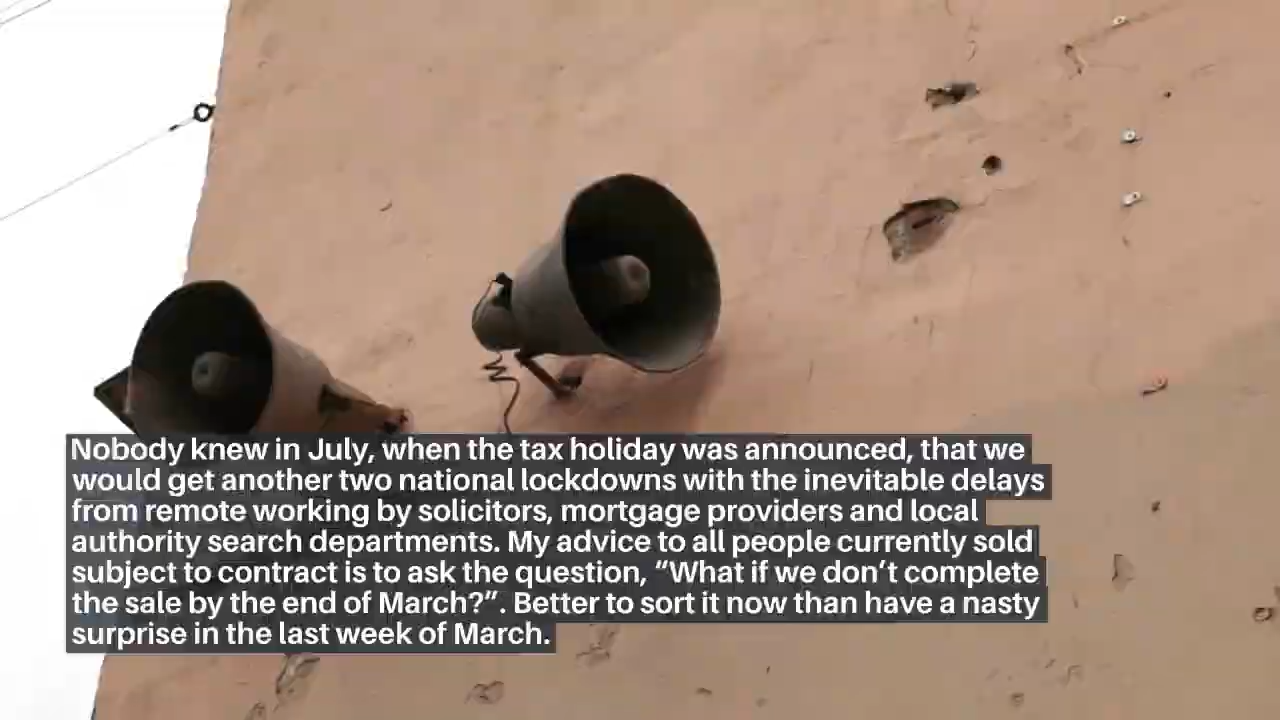 Nobody knew in July, when the tax holiday was announced, that we
would get another two national lockdowns with the inevitable delays
from remote working by solicitors, mortgage providers and local
authority search departments. My advice to all people currently sold
subject to contract is to ask the question, “What if we don’t complete
the sale by the end of March?”. Better to sort it now than have a nasty
surprise in the last week of March.